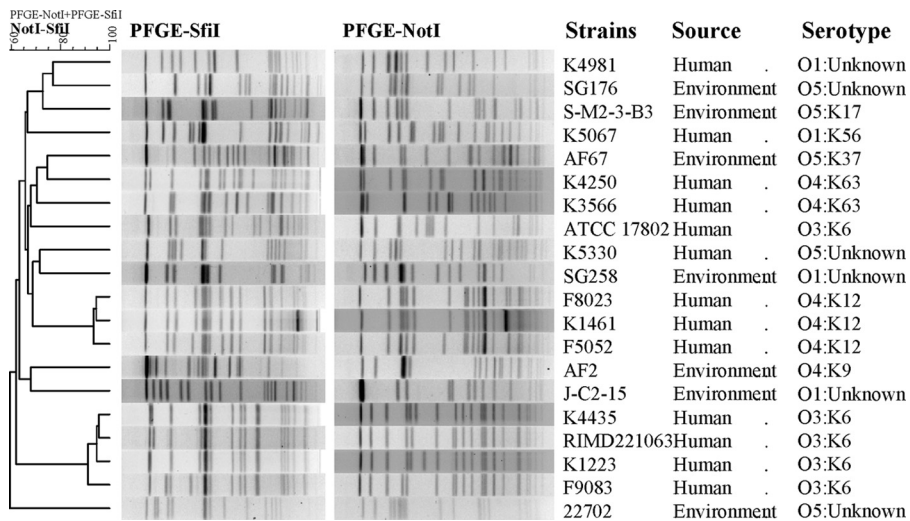 PFGE-NotI+PFGE-SfiI
NotI-SfiI PFGE-SfiI PFGE-NotI Strains Source Serotype
60 80 100
K4981 Human . O1:Unknown
SG176 Environment . O5:Unknown
S-M2-3-B3 Environment . O5:K17
K5067 Human . O1:K56
AF67 Environment . O5:K37
K4250 Human . O4:K63
K3566 Human . O4:K63
ATCC 17802 Human . O3:K6
K5330 Human . O5:Unknown
SG258 Environment . O1:Unknown
F8023 Human . O4:K12
K1461 Human . O4:K12
F5052 Human . O4:K12
AF2 Environment . O4:K9
J-C2-15 Environment . O1:Unknown
K4435 Human . O3:K6
RIMD221063 Human . O3:K6
K1223 Human . O3:K6
F9083 Human . O3:K6
22702 Environment . O5:Unknown